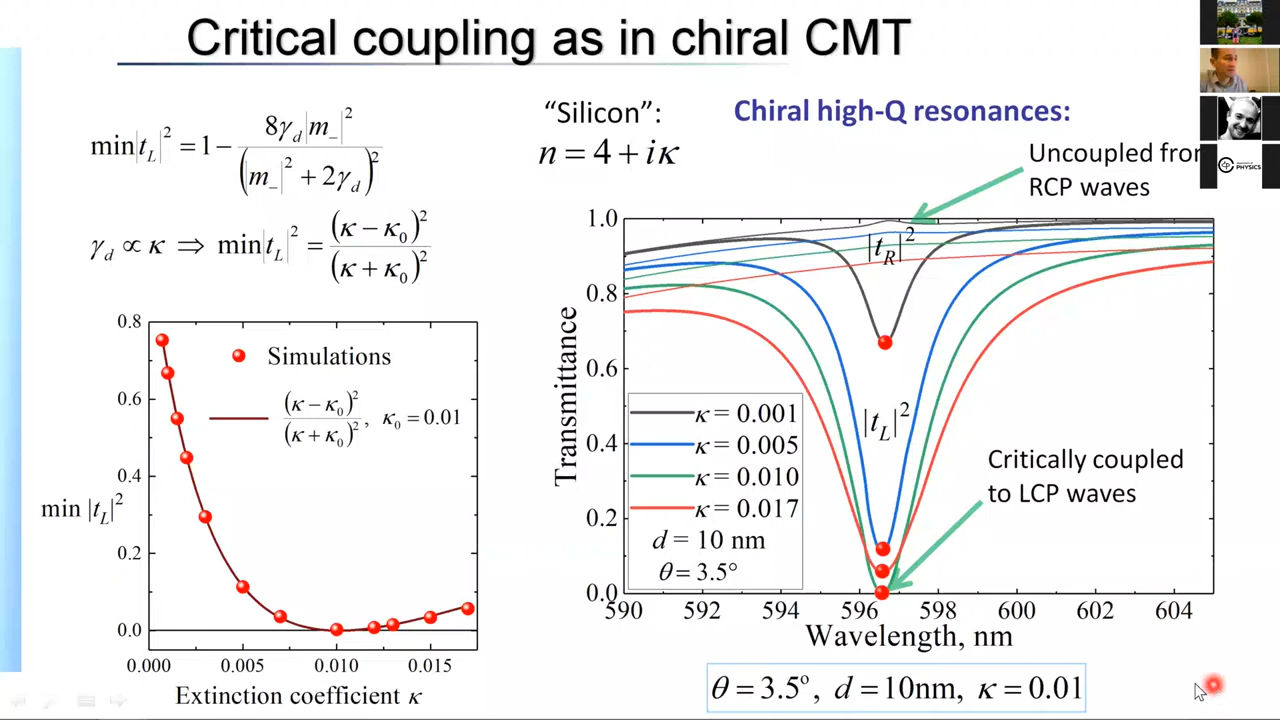 Critical coupling as in chiral CMT
min|t_L|^2 = 1 − 8γ_d|m_−|^2 / (|m_−|^2 + 2γ_d)^2
γ_d ∝ κ ⇒ min|t_L|^2 = (κ − κ_0)^2 / (κ + κ_0)^2
"Silicon":
n = 4 + iκ
Chiral high-Q resonances:
Uncoupled from
RCP waves
PHYSICS
0.8
0.6
0.4
0.2
0.0
min |t_L|^2
Simulations
(κ − κ_0)^2 / (κ + κ_0)^2, κ_0 = 0.01
0.000 0.005 0.010 0.015
Extinction coefficient κ
1.0
0.8
0.6
0.4
0.2
0.0
Transmittance
|t_R|^2
|t_L|^2
κ = 0.001
κ = 0.005
κ = 0.010
κ = 0.017
d = 10 nm
θ = 3.5°
Critically coupled
to LCP waves
590 592 594 596 598 600 602 604
Wavelength, nm
θ = 3.5°, d = 10nm, κ = 0.01